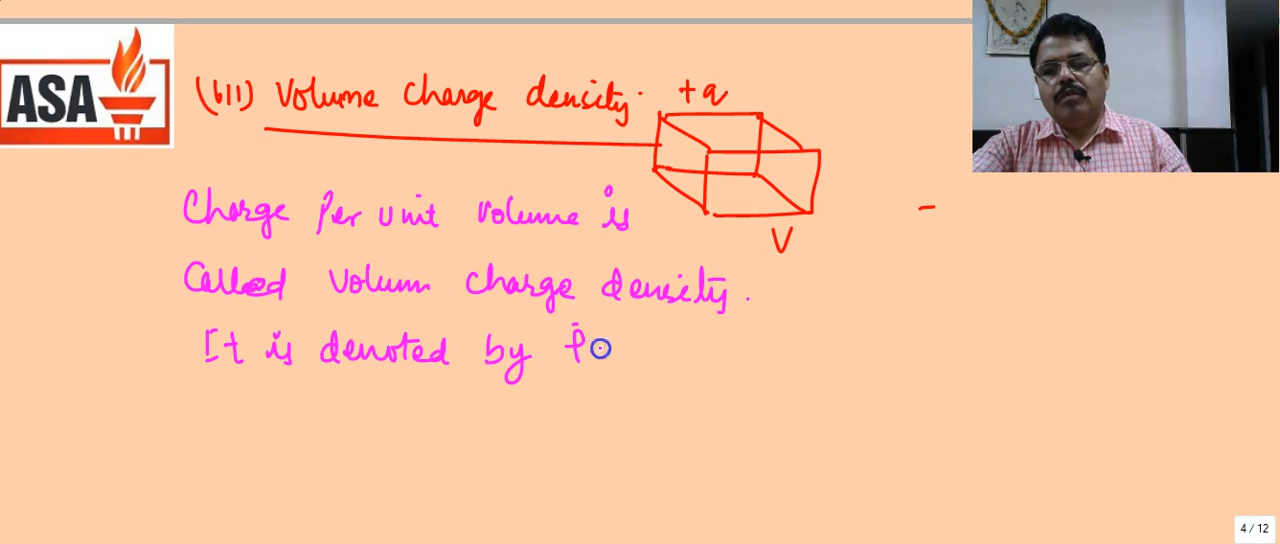 ASA
(iii) Volume charge density.
+q
Charge Per unit volume is
V
Called volum charge density.
It is denoted by ρ
4 / 12